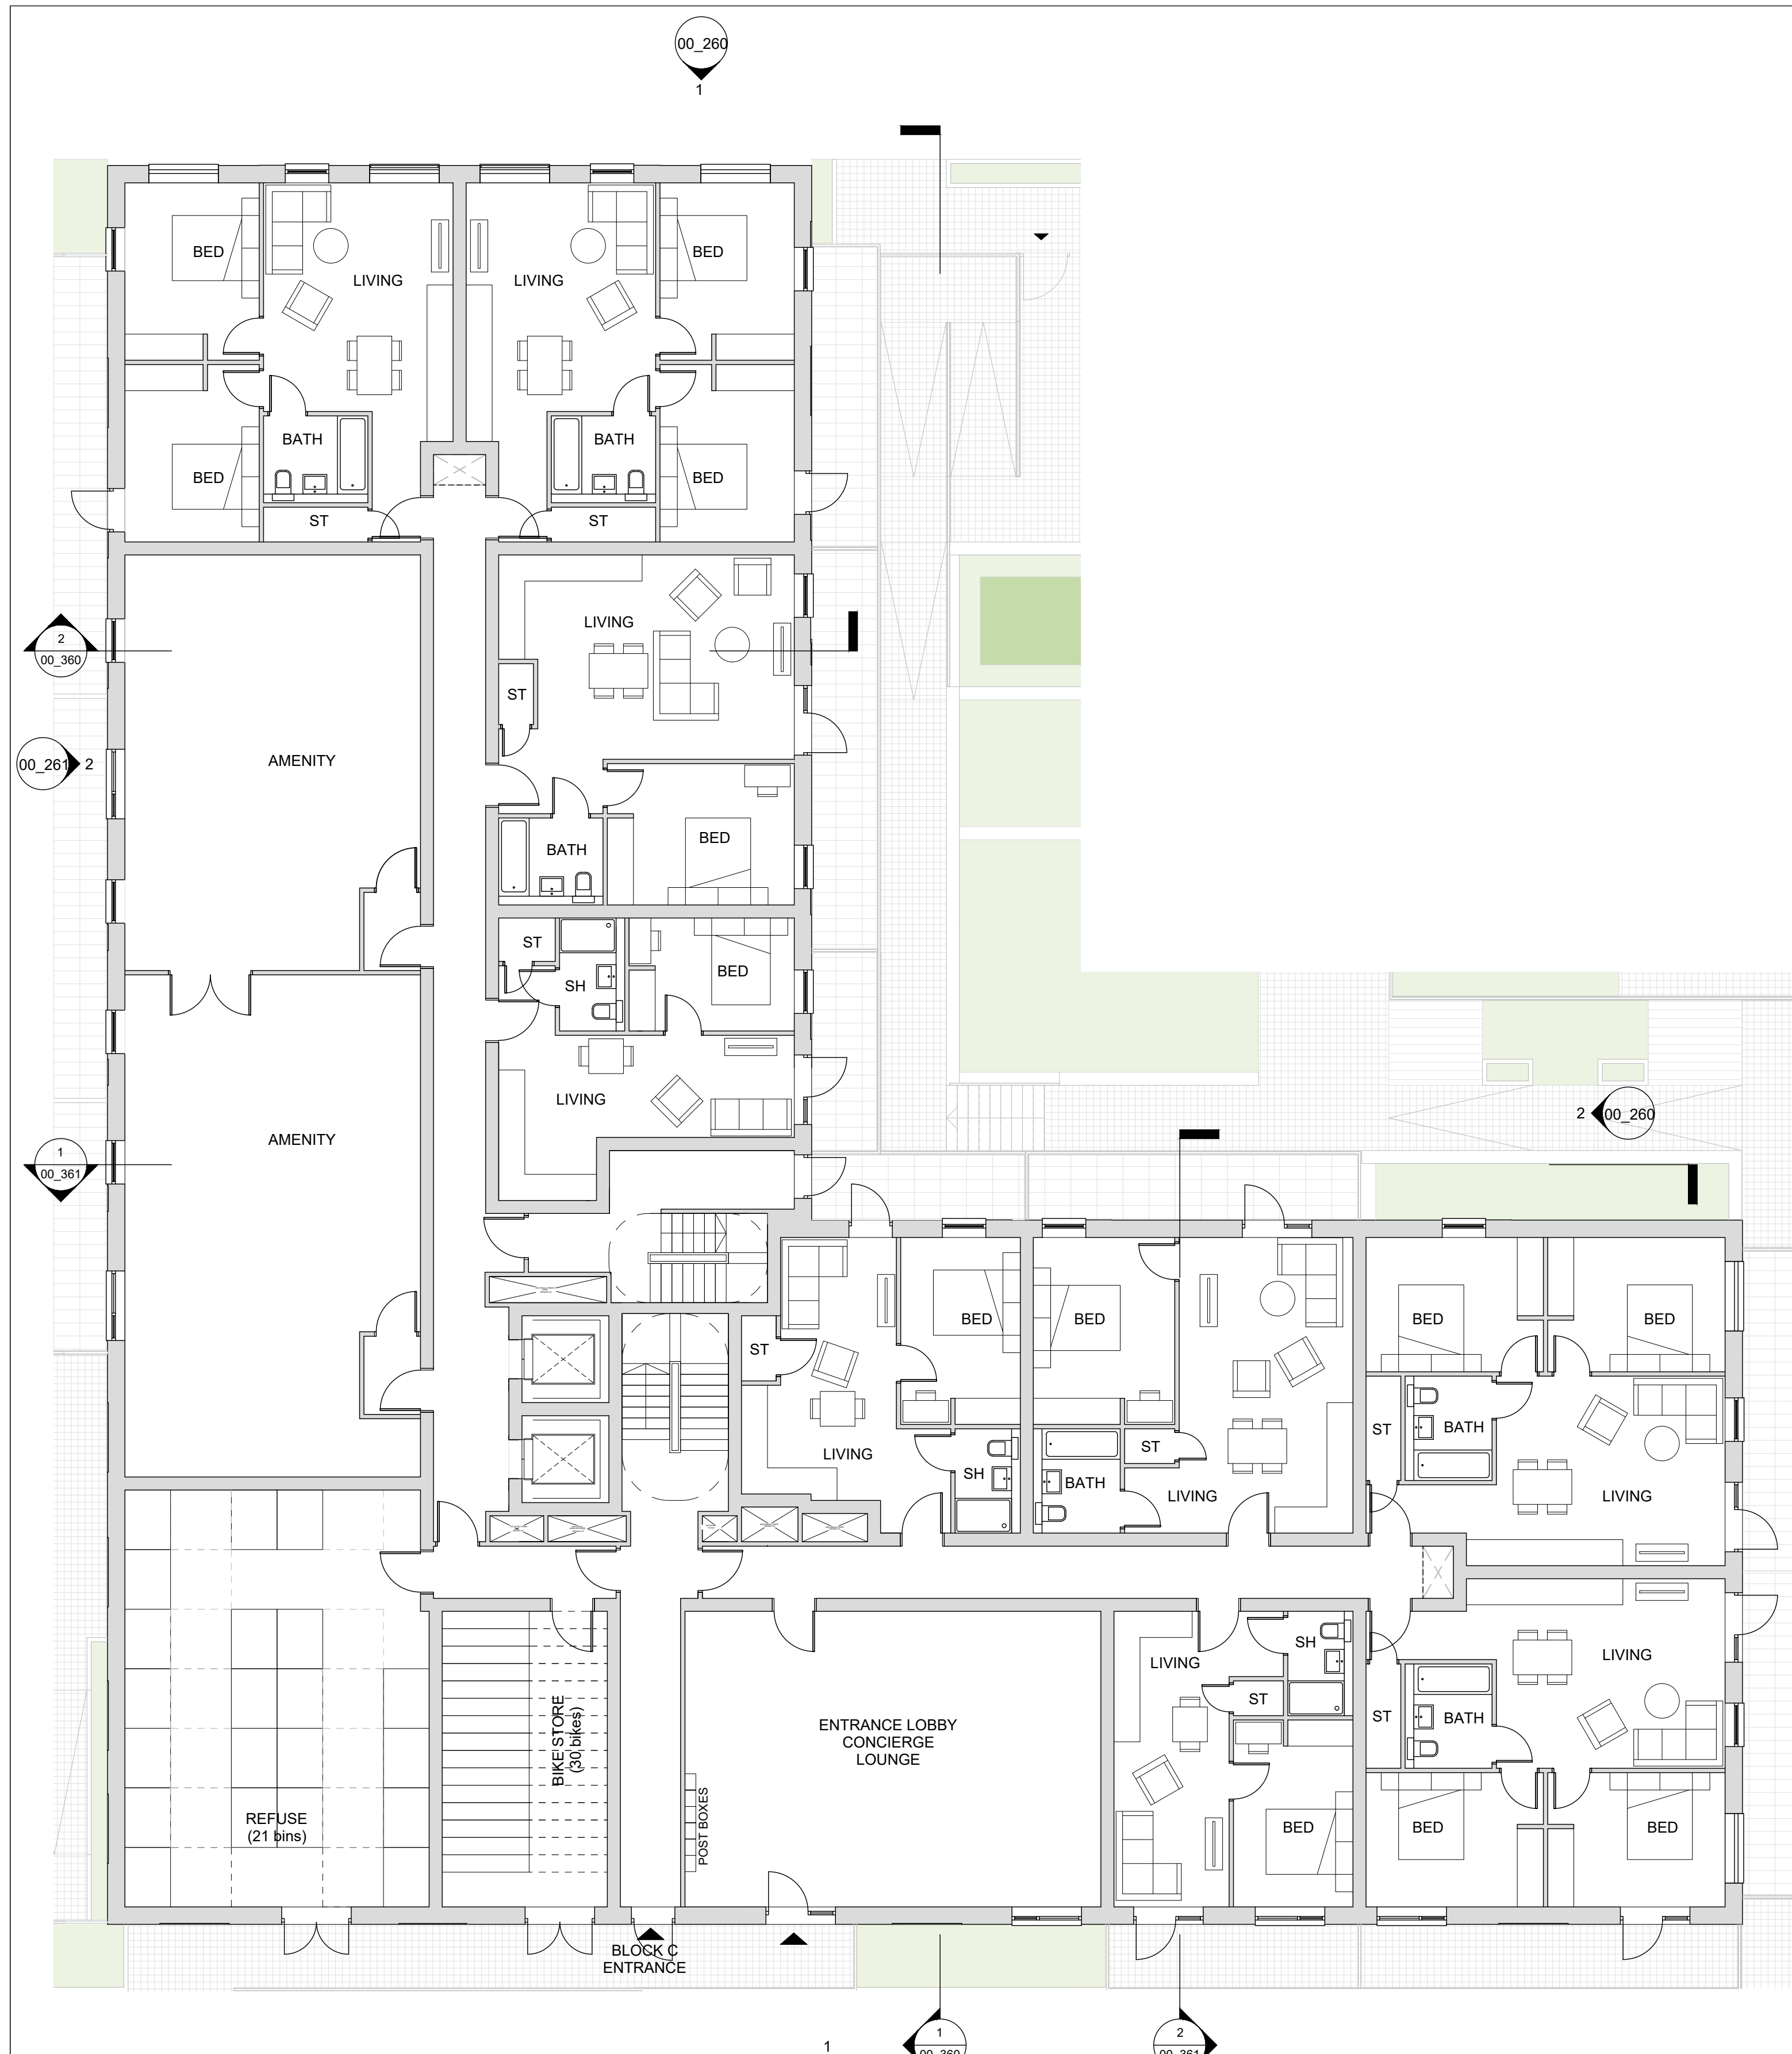 00_260
1
BED
LIVING
LIVING
BED
BATH
BATH
BED
BED
ST
ST
LIVING
2
00_360
ST
AMENITY
00_261
2
BED
BATH
ST
BED
SH
LIVING
AMENITY
1
00_361
2
00_260
BED
BED
BED
BED
ST
LIVING
SH
ST
BATH
LIVING
ST
BATH
LIVING
SH
LIVING
ST
LIVING
ST
BATH
ENTRANCE LOBBY
CONCIERGE
LOUNGE
BIKE STORE
(30 bikes)
POST BOXES
REFUSE
(21 bins)
BED
BED
BED
BLOCK C
ENTRANCE
1
1
00_360
2
00_361